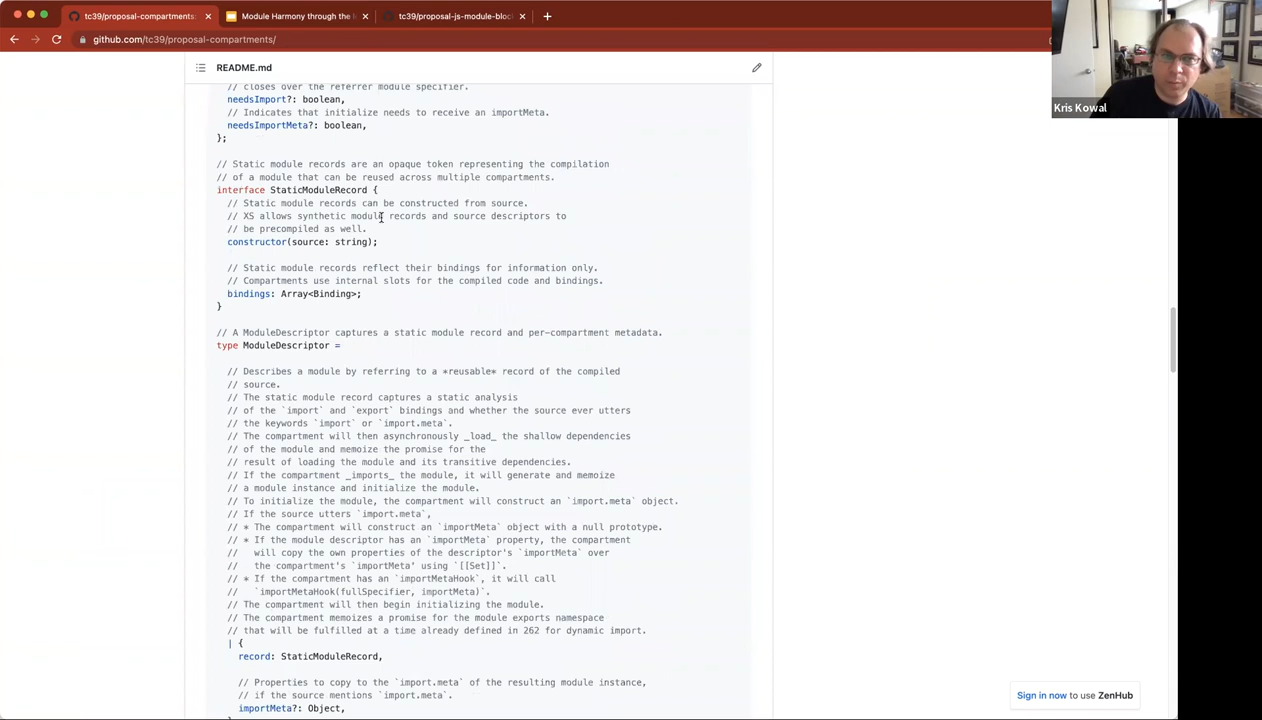 tc39/proposal-compartments:
Module Harmony through the l
tc39/proposal-js-module-bloc
github.com/tc39/proposal-compartments/
Kris Kowal
README.md
// closes over the referrer module specifier.
needsImport?: boolean,
// Indicates that initialize needs to receive an importMeta.
needsImportMeta?: boolean,
};
// Static module records are an opaque token representing the compilation
// of a module that can be reused across multiple compartments.
interface StaticModuleRecord {
// Static module records can be constructed from source.
// XS allows synthetic module records and source descriptors to
// be precompiled as well.
constructor(source: string);
// Static module records reflect their bindings for information only.
// Compartments use internal slots for the compiled code and bindings.
bindings: Array<Binding>;
}
// A ModuleDescriptor captures a static module record and per-compartment metadata.
type ModuleDescriptor =
// Describes a module by referring to a *reusable* record of the compiled
// source.
// The static module record captures a static analysis
// of the `import` and `export` bindings and whether the source ever utters
// the keywords `import` or `import.meta`.
// The compartment will then asynchronously _load_ the shallow dependencies
// of the module and memoize the promise for the
// result of loading the module and its transitive dependencies.
// If the compartment _imports_ the module, it will generate and memoize
// a module instance and initialize the module.
// To initialize the module, the compartment will construct an `import.meta` object.
// If the source utters `import.meta`,
// * The compartment will construct an `importMeta` object with a null prototype.
// * If the module descriptor has an `importMeta` property, the compartment
//   will copy the own properties of the descriptor's `importMeta` over
//   the compartment's `importMeta' using `[[Set]]`.
// * If the compartment has an `importMetaHook`, it will call
//   `importMetaHook(fullSpecifier, importMeta)`.
// The compartment will then begin initializing the module.
// The compartment memoizes a promise for the module exports namespace
// that will be fulfilled at a time already defined in 262 for dynamic import.
| {
record: StaticModuleRecord,
// Properties to copy to the `import.meta` of the resulting module instance,
// if the source mentions `import.meta`.
importMeta?: Object,
Sign in now to use ZenHub